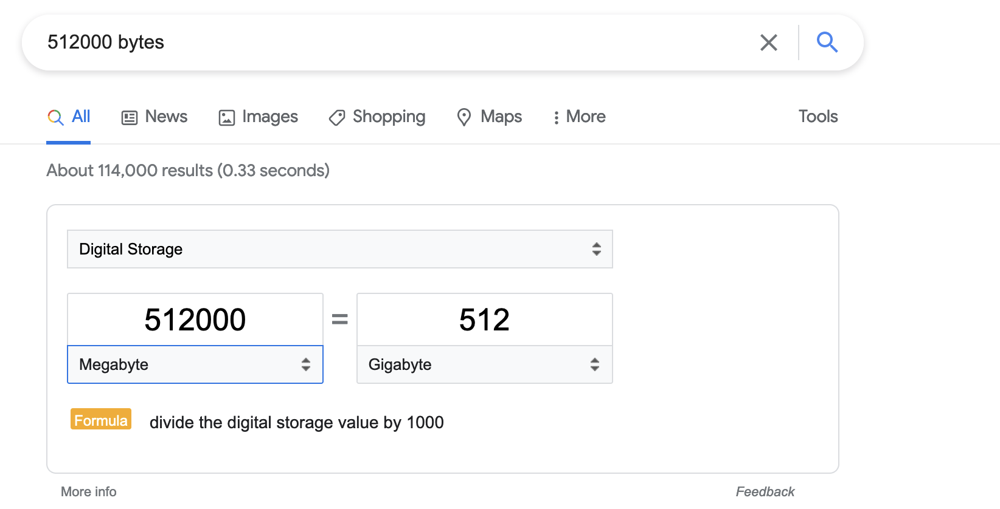 512000 bytes
All News Images Shopping Maps More Tools
About 114,000 results (0.33 seconds)
Digital Storage
512000 = 512
Megabyte Gigabyte
Formula divide the digital storage value by 1000
More info Feedback